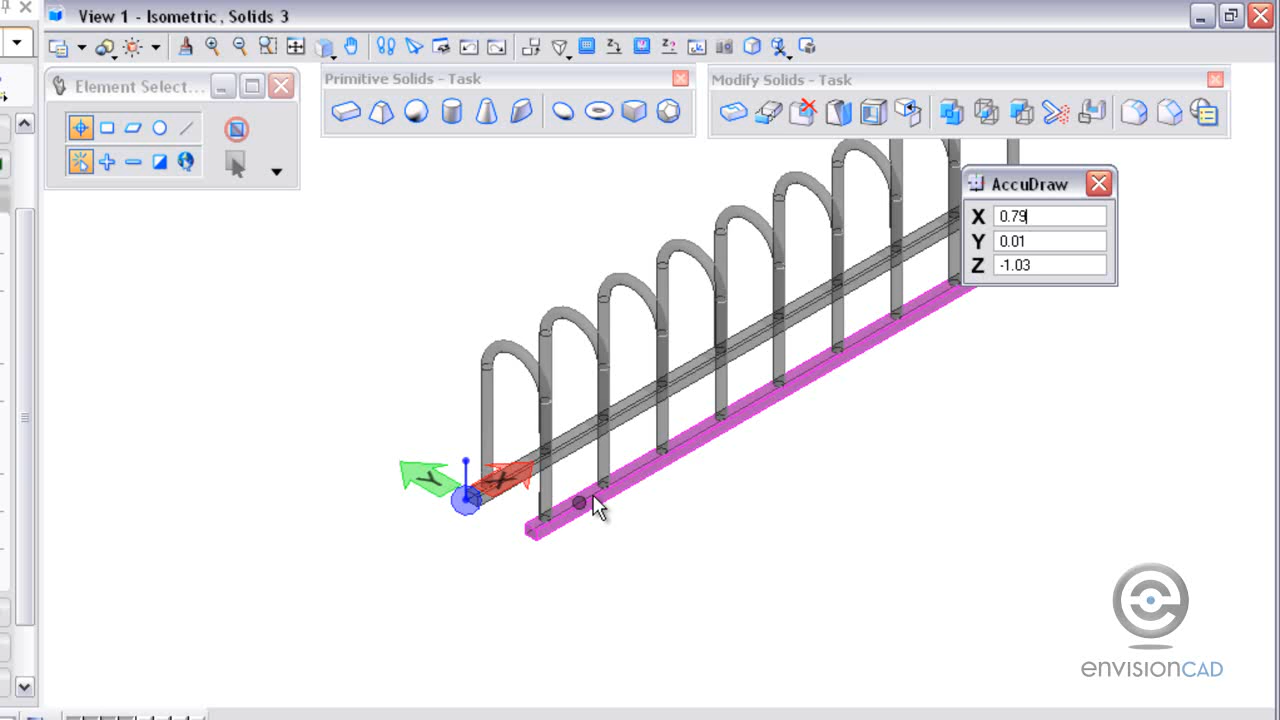 View 1 - Isometric, Solids 3
Element Select...
Primitive Solids - Task
Modify Solids - Task
AccuDraw
X 0.79
Y 0.01
Z -1.03
Y
X
envisionCAD